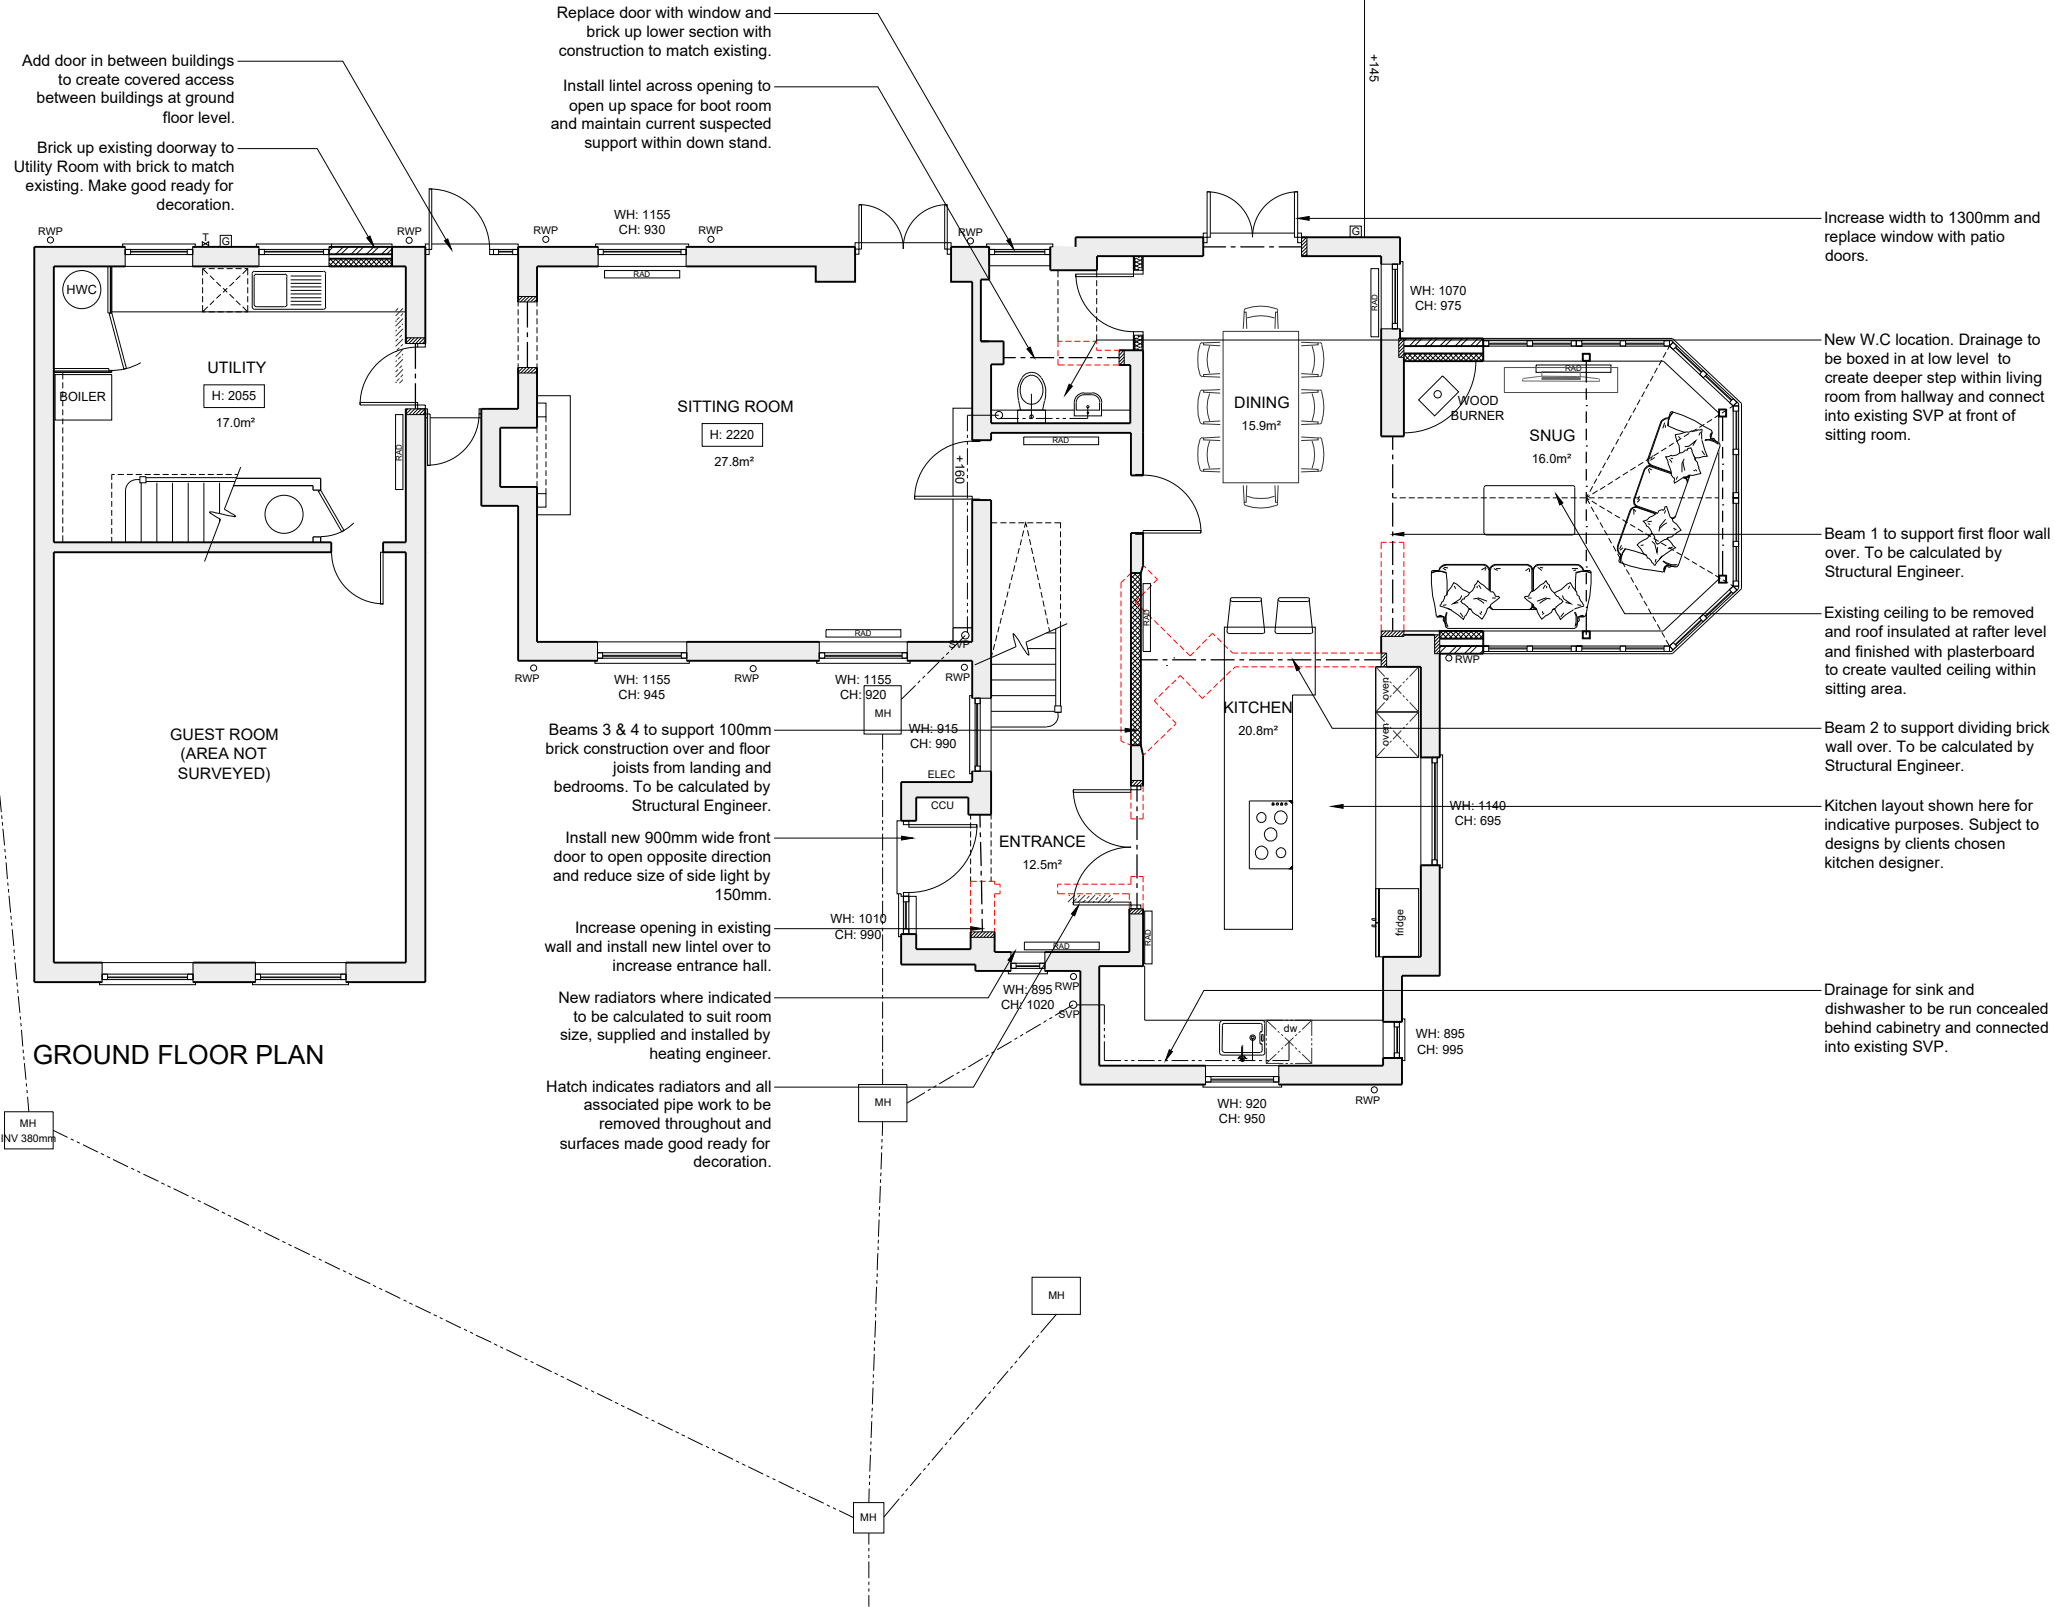 Replace door with window and
brick up lower section with
construction to match existing.
Add door in between buildings
to create covered access
between buildings at ground
floor level.
+145
Install lintel across opening to
open up space for boot room
and maintain current suspected
support within down stand.
Brick up existing doorway to
Utility Room with brick to match
existing. Make good ready for
decoration.
Increase width to 1300mm and
replace window with patio
doors.
RWP
T
G
RWP
RWP
WH: 1155
CH: 930
RWP
RWP
G
RAD
HWC
WH: 1070
CH: 975
RAD
New W.C location. Drainage to
be boxed in at low level to
create deeper step within living
room from hallway and connect
into existing SVP at front of
sitting room.
UTILITY
H: 2055
17.0m²
BOILER
RAD
SITTING ROOM
H: 2220
27.8m²
+160
RAD
DINING
15.9m²
RAD
WOOD
BURNER
SNUG
16.0m²
Beam 1 to support first floor wall
over. To be calculated by
Structural Engineer.
RAD
Existing ceiling to be removed
and roof insulated at rafter level
and finished with plasterboard
to create vaulted ceiling within
sitting area.
RAD
SVP
RWP
RWP
WH: 1155
CH: 945
RWP
WH: 1155
CH: 920
RWP
MH
oven
oven
KITCHEN
20.8m²
Beam 2 to support dividing brick
wall over. To be calculated by
Structural Engineer.
Beams 3 & 4 to support 100mm
brick construction over and floor
joists from landing and
bedrooms. To be calculated by
Structural Engineer.
WH: 915
CH: 990
ELEC
CCU
GUEST ROOM
(AREA NOT
SURVEYED)
WH: 1140
CH: 695
Kitchen layout shown here for
indicative purposes. Subject to
designs by clients chosen
kitchen designer.
Install new 900mm wide front
door to open opposite direction
and reduce size of side light by
150mm.
ENTRANCE
12.5m²
WH: 1010
CH: 990
fridge
Increase opening in existing
wall and install new lintel over to
increase entrance hall.
RAD
RAD
New radiators where indicated
to be calculated to suit room
size, supplied and installed by
heating engineer.
WH: 895
CH: 1020
RWP
SVP
dw
WH: 895
CH: 995
Drainage for sink and
dishwasher to be run concealed
behind cabinetry and connected
into existing SVP.
GROUND FLOOR PLAN
Hatch indicates radiators and all
associated pipe work to be
removed throughout and
surfaces made good ready for
decoration.
MH
WH: 920
CH: 950
RWP
MH
INV 380mm
MH
MH